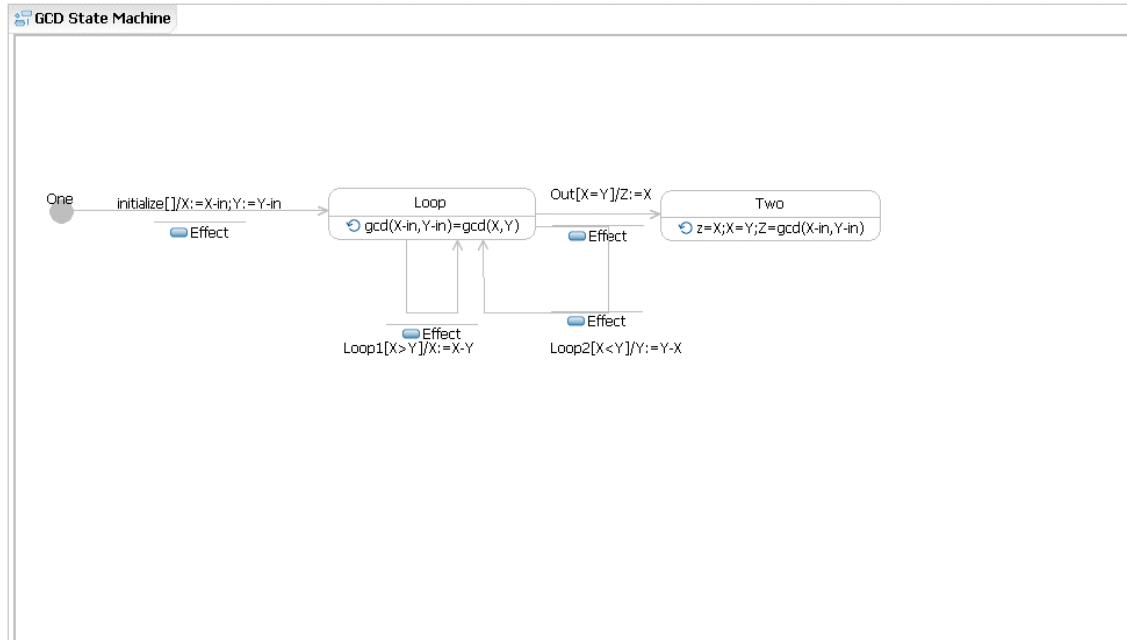 GCD State Machine
One
initialize[]/X:=X-in;Y:=Y-in
Effect
Loop
gcd(X-in,Y-in)=gcd(X,Y)
Out[X=Y]/Z:=X
Effect
Two
z=X;X=Y;Z=gcd(X-in,Y-in)
Effect
Loop1[X>Y]/X:=X-Y
Effect
Loop2[X<Y]/Y:=Y-X